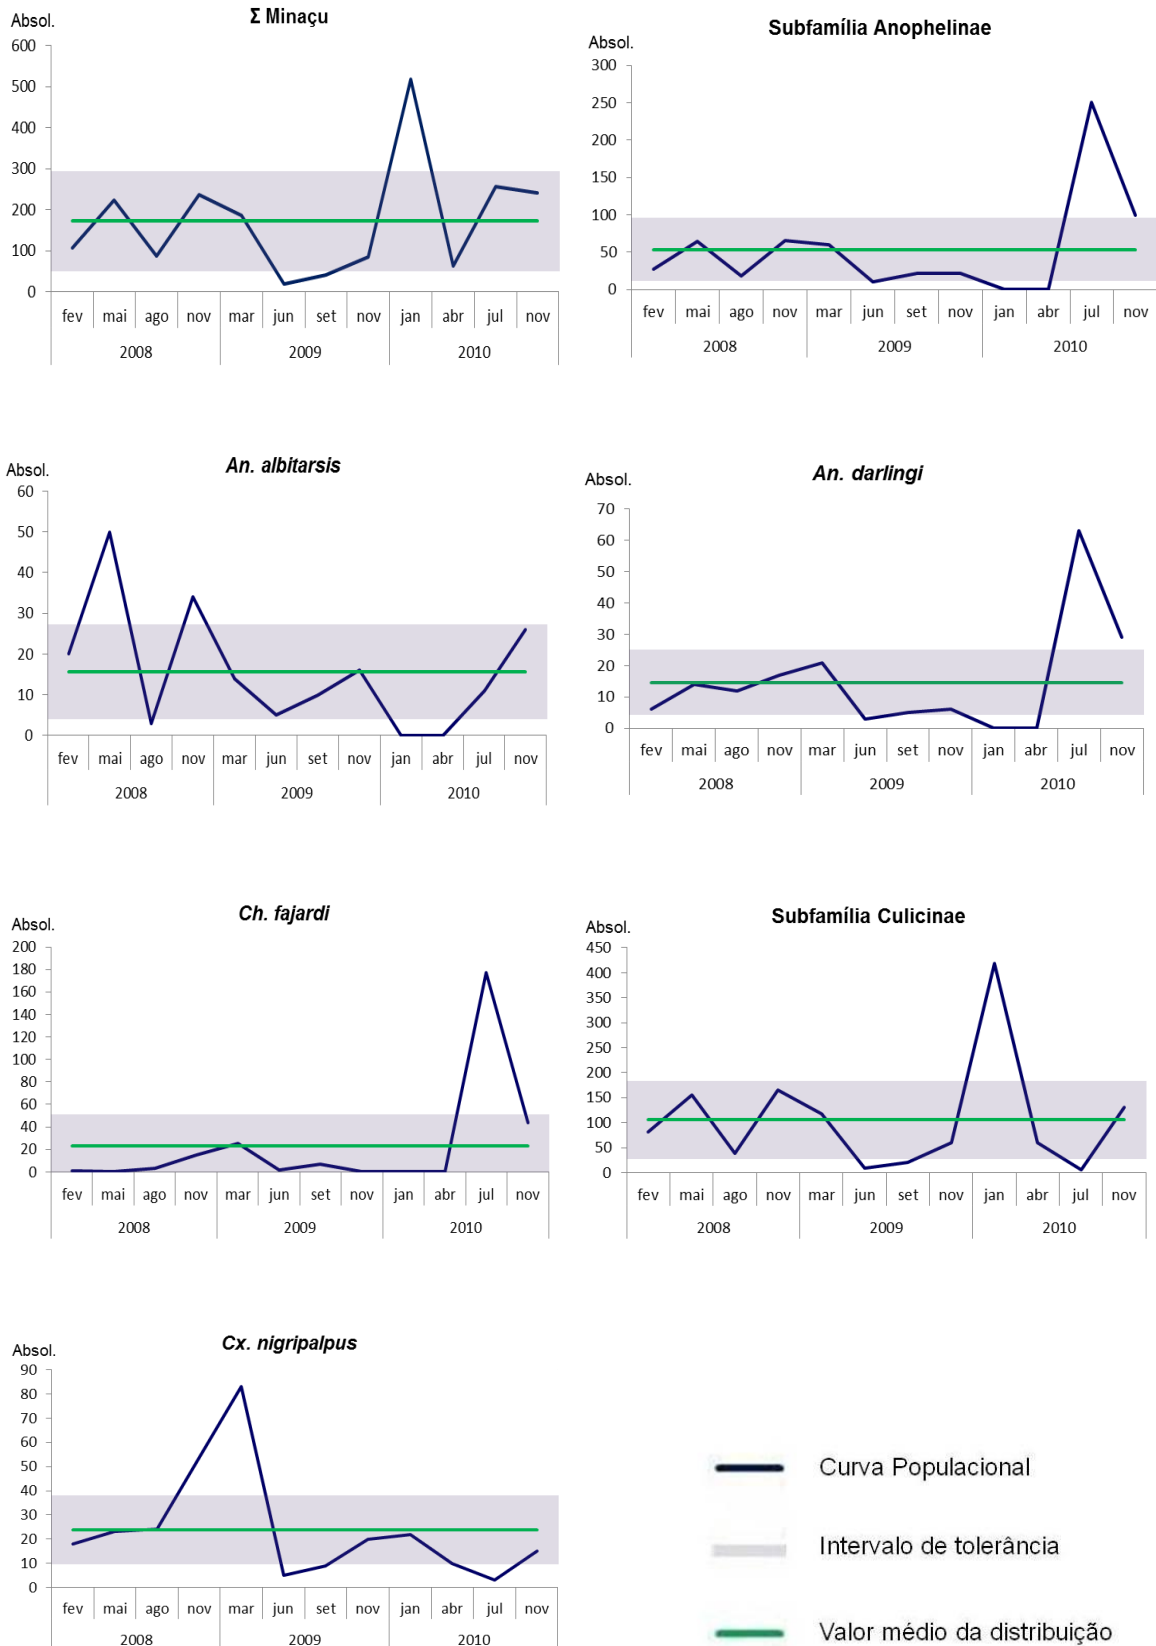 Σ Minaçu
Absol.
600
500
400
300
200
100
0
fev mai ago nov mar jun set nov jan abr jul nov
2008 2009 2010
Subfamília Anophelinae
Absol.
300
250
200
150
100
50
0
fev mai ago nov mar jun set nov jan abr jul nov
2008 2009 2010
An. albitarsis
Absol.
60
50
40
30
20
10
0
fev mai ago nov mar jun set nov jan abr jul nov
2008 2009 2010
An. darlingi
Absol.
70
60
50
40
30
20
10
0
fev mai ago nov mar jun set nov jan abr jul nov
2008 2009 2010
Ch. fajardi
Absol.
200
180
160
140
120
100
80
60
40
20
0
fev mai ago nov mar jun set nov jan abr jul nov
2008 2009 2010
Subfamília Culicinae
Absol.
450
400
350
300
250
200
150
100
50
0
fev mai ago nov mar jun set nov jan abr jul nov
2008 2009 2010
Cx. nigripalpus
Absol.
90
80
70
60
50
40
30
20
10
0
fev mai ago nov mar jun set nov jan abr jul nov
2008 2009 2010
Curva Populacional
Intervalo de tolerância
Valor médio da distribuição